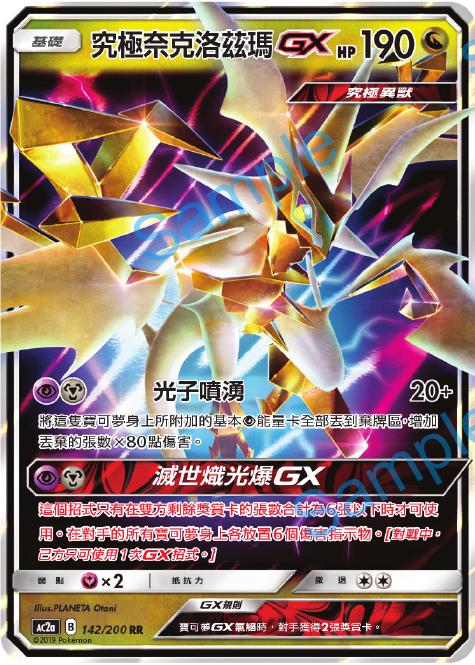 基礎 究極奈克洛茲瑪GX HP 190
究極異獸
Sample
光子噴湧 20+
將這隻寶可夢身上所附加的基本能量卡全部丟到棄牌區,增加
丟棄的張數×80點傷害。
Sample
滅世熾光爆GX
這個招式只有在雙方剩餘獎賞卡的張數合計為6張以下時才可使
用。在對手的所有寶可夢身上各放置6個傷害指示物。[對戰中,
己方只可使用1次GX招式。]
弱點 ×2 抵抗力 撤退
Illus.PLANETA Otani
GX規則
AC2a B 142/200 RR
寶可夢GX氣絕時,對手獲得2張獎賞卡。
©2019 Pokémon